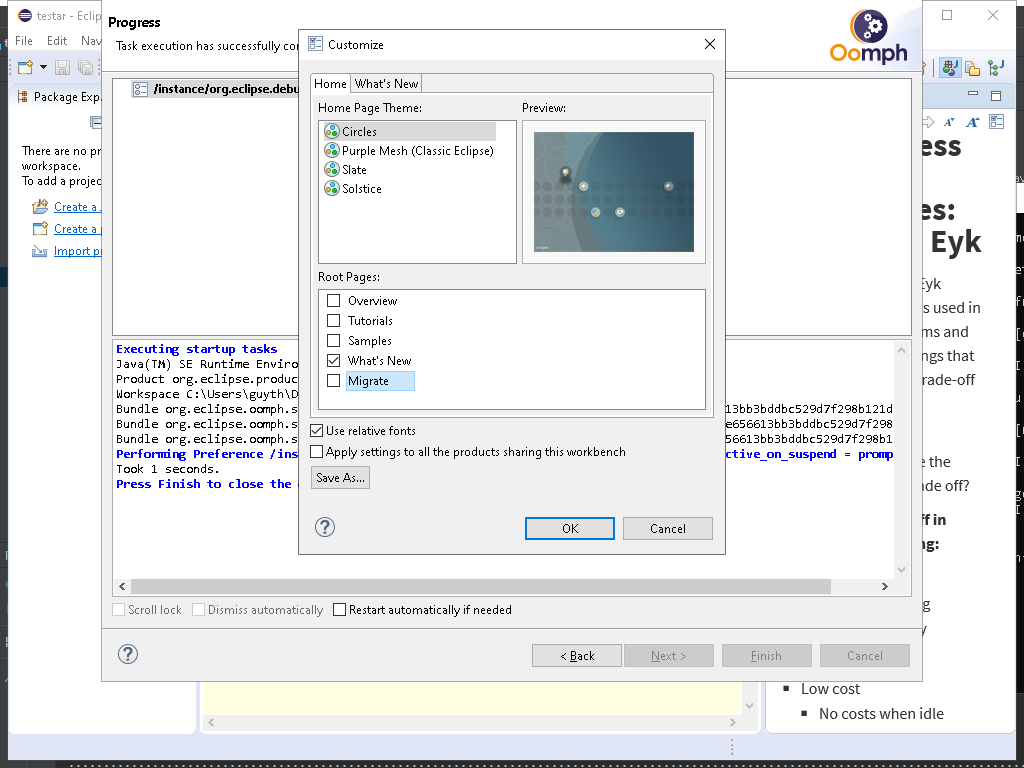 testar - Eclip
File Edit Nav
Package Exp
There are no pr
workspace.
To add a projec
Create a
Create a
Import p
Progress
Task execution has successfully co
Oomph
/instance/org.eclipse.debu
Customize
Home What's New
Home Page Theme:
Preview:
Circles
Purple Mesh (Classic Eclipse)
Slate
Solstice
Root Pages:
Overview
Tutorials
Samples
What's New
Migrate
Use relative fonts
Apply settings to all the products sharing this workbench
Save As...
OK Cancel
Executing startup tasks
Java(TM) SE Runtime Enviro
Product org.eclipse.produc
Workspace C:\Users\guyth\D
Bundle org.eclipse.oomph.s 13bb3bddbc529d7f298b121d
Bundle org.eclipse.oomph.s e656613bb3bddbc529d7f298
Bundle org.eclipse.oomph.s 56613bb3bddbc529d7f298b1
Performing Preference /ins ctive_on_suspend = promp
Took 1 seconds.
Press Finish to close the
Scroll lock Dismiss automatically Restart automatically if needed
< Back Next > Finish Cancel
ess
es:
Eyk
Eyk
s used in
ms and
ngs that
rade-off
e the
de off?
ff in
ng:
g
y
Low cost
No costs when idle